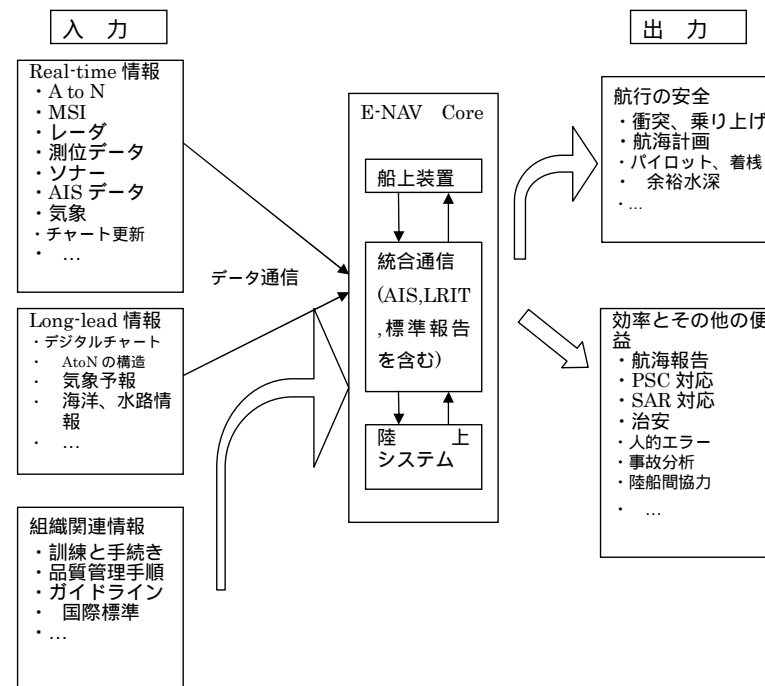 入 力
Real-time 情報
・A to N
・MSI
・レーダ
・測位データ
・ソナー
・AIS データ
・気象
・チャート更新
・ …
Long-lead 情報
・デジタルチャート
・ AtoN の構造
・ 気象予報
・ 海洋、水路情
報
・ …
組織関連情報
・訓練と手続き
・品質管理手順
・ガイドライン
・ 国際標準
・…
データ通信
E-NAV Core
船上装置
統合通信
(AIS,LRIT
,標準報告
を含む)
陸 上
システム
出 力
航行の安全
・衝突、乗り上げ
・航海計画
・パイロット、着桟
・ 余裕水深
・…
効率とその他の便
益
・航海報告
・PSC 対応
・SAR 対応
・治安
・人的エラー
・事故分析
・陸船間協力
・ …